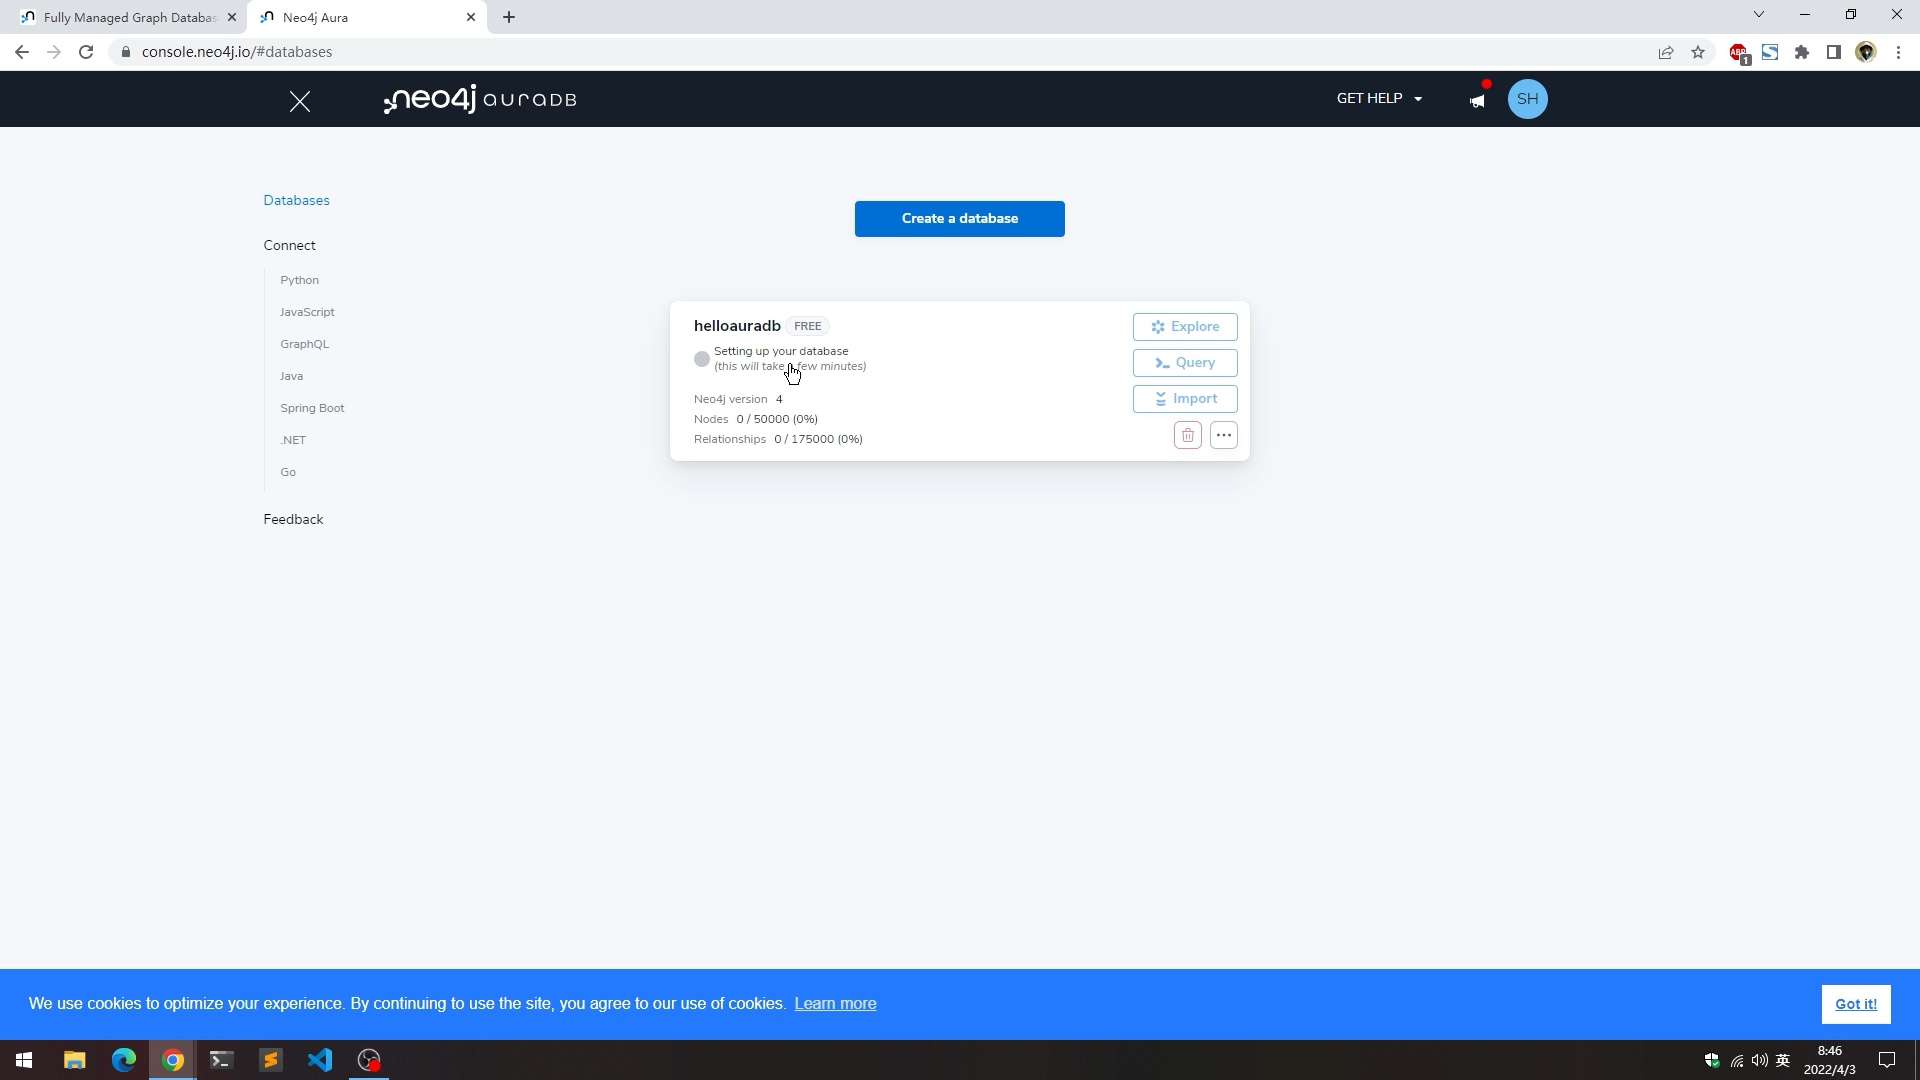 Fully Managed Graph Databas
Neo4j Aura
console.neo4j.io/#databases
ABP
1
neo4j auraDB
GET HELP
SH
Databases
Create a database
Connect
Python
JavaScript
GraphQL
Java
Spring Boot
.NET
Go
Feedback
helloauradb FREE
Setting up your database
(this will take few minutes)
Neo4j version 4
Nodes 0 / 50000 (0%)
Relationships 0 / 175000 (0%)
Explore
Query
Import
We use cookies to optimize your experience. By continuing to use the site, you agree to our use of cookies. Learn more
Got it!
英
8:46
2022/4/3